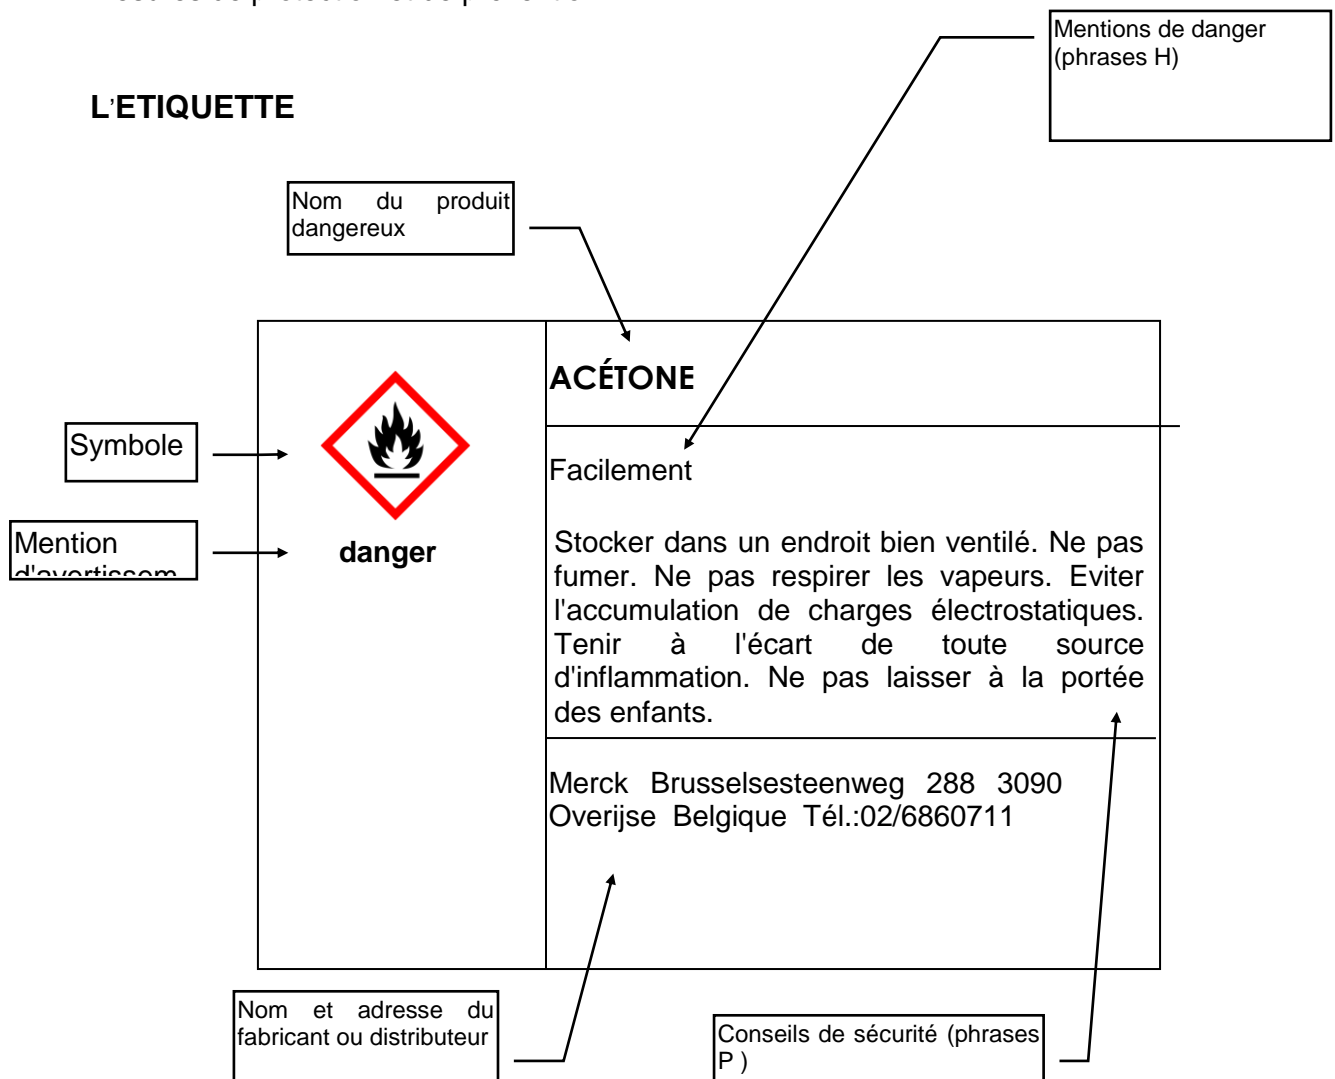 Mentions de danger
(phrases H)
L'ETIQUETTE
Nom du produit
dangereux
ACÉTONE
Symbole
Facilement
Mention
danger
Stocker dans un endroit bien ventilé. Ne pas
fumer. Ne pas respirer les vapeurs. Eviter
l'accumulation de charges électrostatiques.
Tenir à l'écart de toute source
d'inflammation. Ne pas laisser à la portée
des enfants.
Merck Brusselsesteenweg 288 3090
Overijse Belgique Tél.:02/6860711
Nom et adresse du
fabricant ou distributeur
Conseils de sécurité (phrases
P )